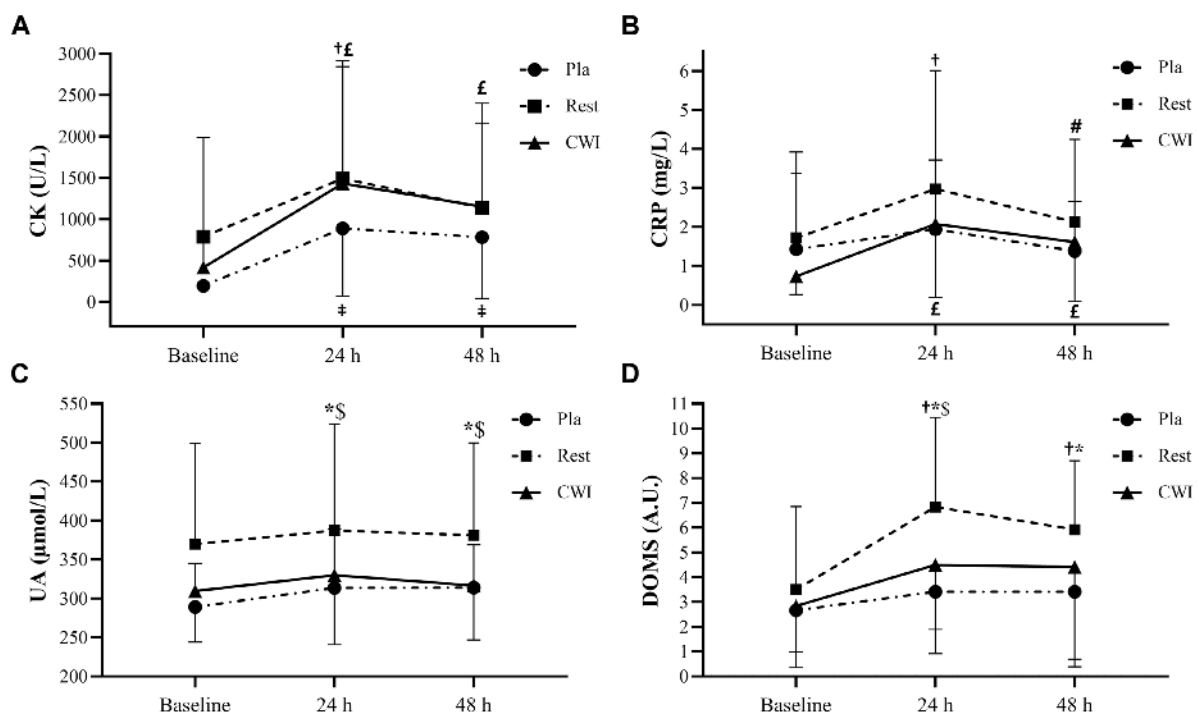 A
CK (U/L)
3000
2500
2000
1500
1000
500
0
†£
£
‡
‡
Baseline
24 h
48 h
Pla
Rest
CWI
B
CRP (mg/L)
6
5
4
3
2
1
0
†
#
£
£
Baseline
24 h
48 h
Pla
Rest
CWI
C
UA (µmol/L)
550
500
450
400
350
300
250
200
*$
*$
Baseline
24 h
48 h
Pla
Rest
CWI
D
DOMS (A.U.)
11
10
9
8
7
6
5
4
3
2
1
0
†*$
†*
Baseline
24 h
48 h
Pla
Rest
CWI